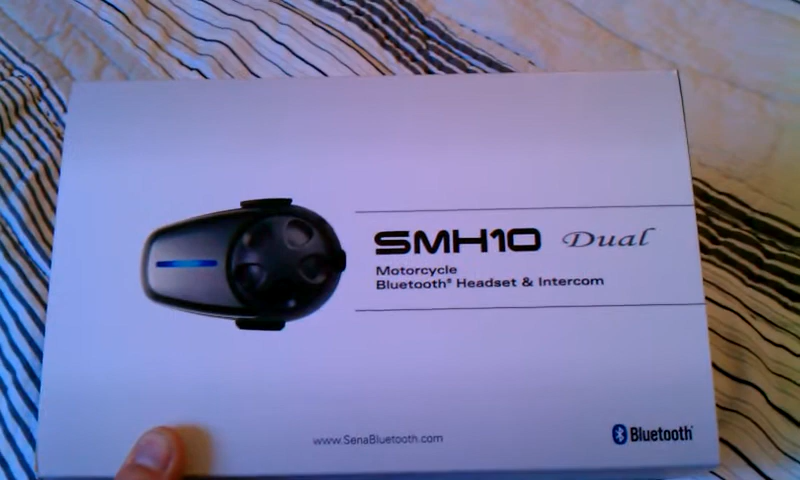 SMH10 Dual
Motorcycle
Bluetooth® Headset & Intercom
www.SenaBluetooth.com
Bluetooth®